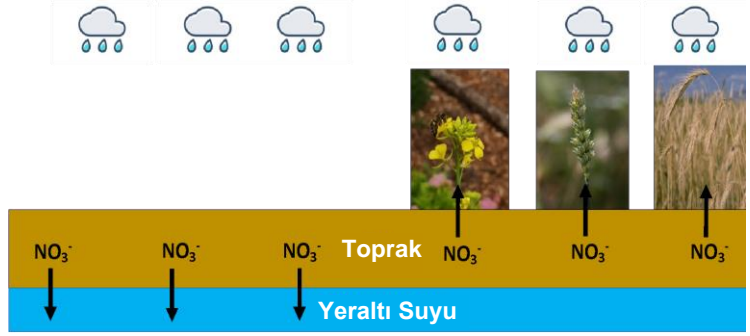 NO₃⁻ NO₃⁻ NO₃⁻ Toprak NO₃⁻ NO₃⁻ NO₃⁻
Yeraltı Suyu